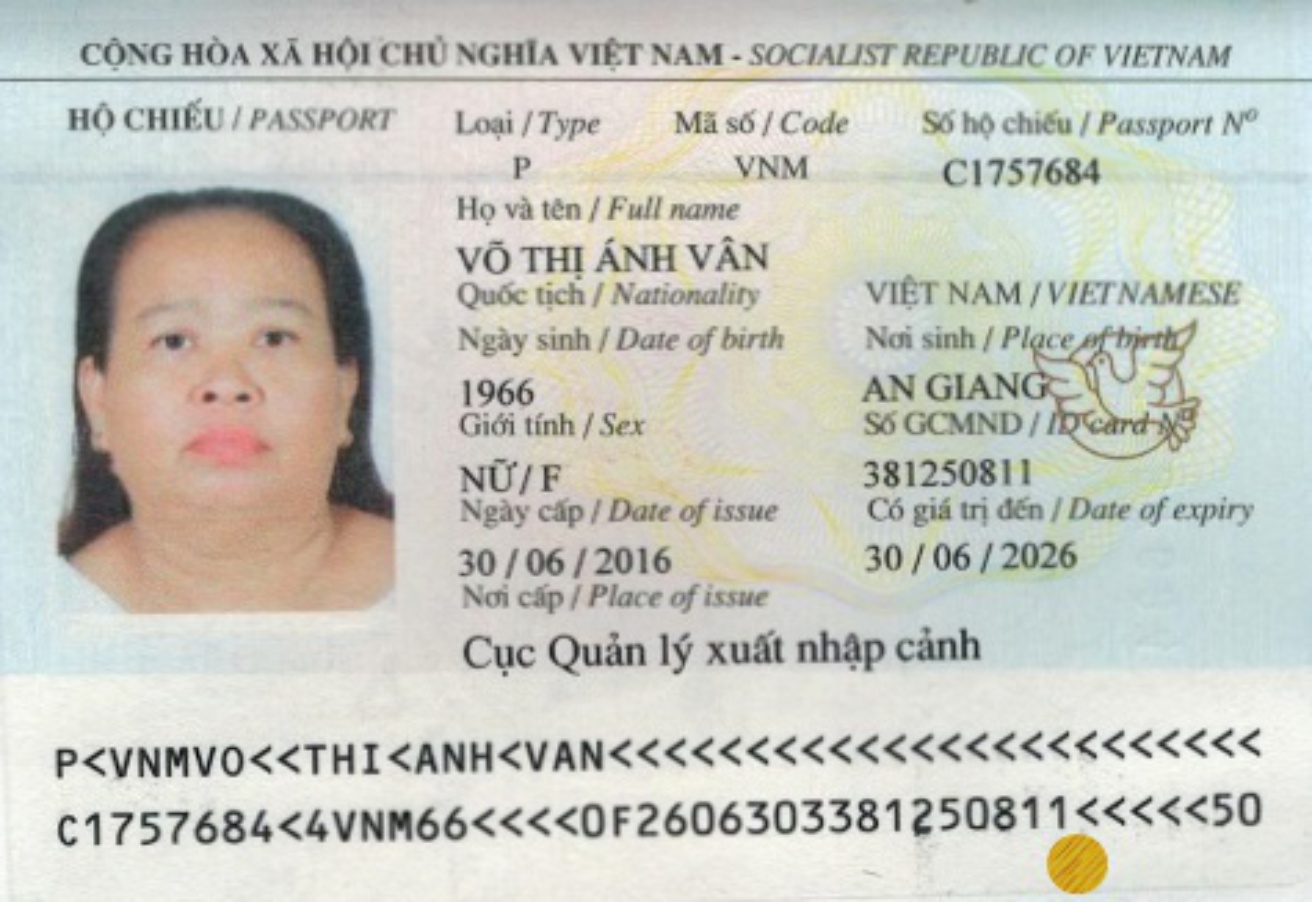 CỘNG HÒA XÃ HỘI CHỦ NGHĨA VIỆT NAM - SOCIALIST REPUBLIC OF VIETNAM
HỘ CHIẾU / PASSPORT
Loại / Type Mã số / Code Số hộ chiếu / Passport Nº
P VNM C1757684
Họ và tên / Full name
VÕ THỊ ÁNH VÂN
Quốc tịch / Nationality VIỆT NAM / VIETNAMESE
Ngày sinh / Date of birth Nơi sinh / Place of birth
1966 AN GIANG
Giới tính / Sex Số GCMND / ID card Nº
NỮ / F 381250811
Ngày cấp / Date of issue Có giá trị đến / Date of expiry
30 / 06 / 2016 30 / 06 / 2026
Nơi cấp / Place of issue
Cục Quản lý xuất nhập cảnh
P<VNMVO<<THI<ANH<VAN<<<<<<<<<<<<<<<<<<<<<<<<
C1757684<4VNM66<<<<0F2606303381250811<<<<<50